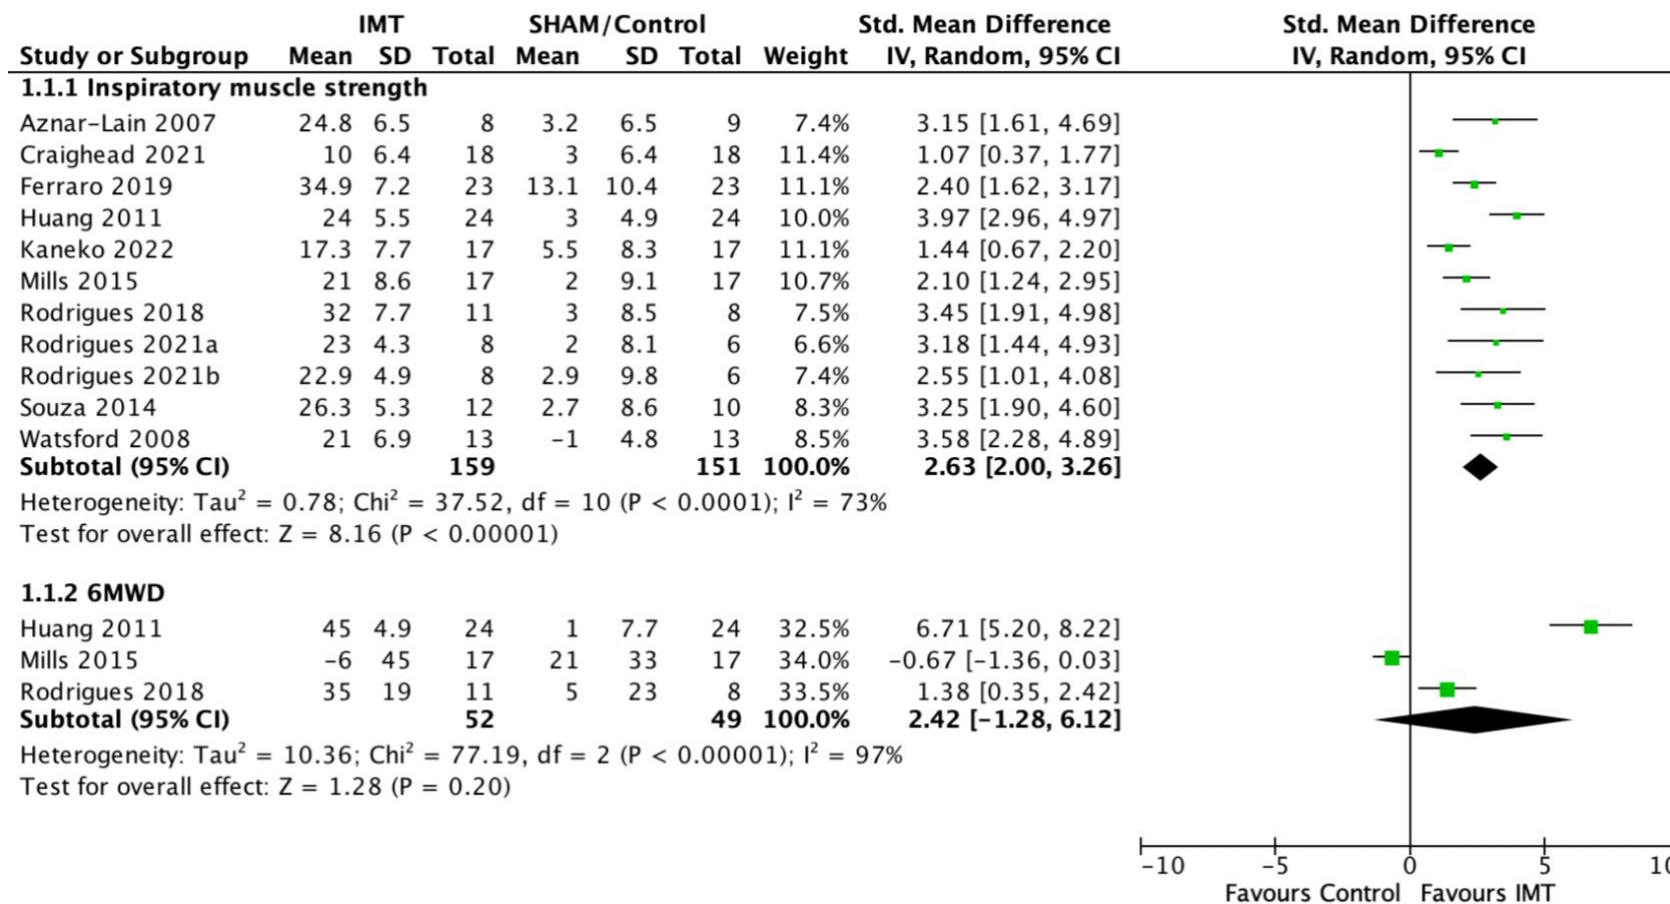 IMT SHAM/Control Std. Mean Difference Std. Mean Difference
Study or Subgroup Mean SD Total Mean SD Total Weight IV, Random, 95% CI IV, Random, 95% CI
1.1.1 Inspiratory muscle strength
Aznar-Lain 2007 24.8 6.5 8 3.2 6.5 9 7.4% 3.15 [1.61, 4.69]
Craighead 2021 10 6.4 18 3 6.4 18 11.4% 1.07 [0.37, 1.77]
Ferraro 2019 34.9 7.2 23 13.1 10.4 23 11.1% 2.40 [1.62, 3.17]
Huang 2011 24 5.5 24 3 4.9 24 10.0% 3.97 [2.96, 4.97]
Kaneko 2022 17.3 7.7 17 5.5 8.3 17 11.1% 1.44 [0.67, 2.20]
Mills 2015 21 8.6 17 2 9.1 17 10.7% 2.10 [1.24, 2.95]
Rodrigues 2018 32 7.7 11 3 8.5 8 7.5% 3.45 [1.91, 4.98]
Rodrigues 2021a 23 4.3 8 2 8.1 6 6.6% 3.18 [1.44, 4.93]
Rodrigues 2021b 22.9 4.9 8 2.9 9.8 6 7.4% 2.55 [1.01, 4.08]
Souza 2014 26.3 5.3 12 2.7 8.6 10 8.3% 3.25 [1.90, 4.60]
Watsford 2008 21 6.9 13 -1 4.8 13 8.5% 3.58 [2.28, 4.89]
Subtotal (95% CI) 159 151 100.0% 2.63 [2.00, 3.26]
Heterogeneity: Tau² = 0.78; Chi² = 37.52, df = 10 (P < 0.0001); I² = 73%
Test for overall effect: Z = 8.16 (P < 0.00001)
1.1.2 6MWD
Huang 2011 45 4.9 24 1 7.7 24 32.5% 6.71 [5.20, 8.22]
Mills 2015 -6 45 17 21 33 17 34.0% -0.67 [-1.36, 0.03]
Rodrigues 2018 35 19 11 5 23 8 33.5% 1.38 [0.35, 2.42]
Subtotal (95% CI) 52 49 100.0% 2.42 [-1.28, 6.12]
Heterogeneity: Tau² = 10.36; Chi² = 77.19, df = 2 (P < 0.00001); I² = 97%
Test for overall effect: Z = 1.28 (P = 0.20)
-10 -5 0 5 10
Favours Control Favours IMT